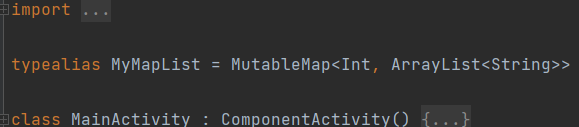 import ...
typealias MyMapList = MutableMap<Int, ArrayList<String>>
class MainActivity : ComponentActivity() {...}